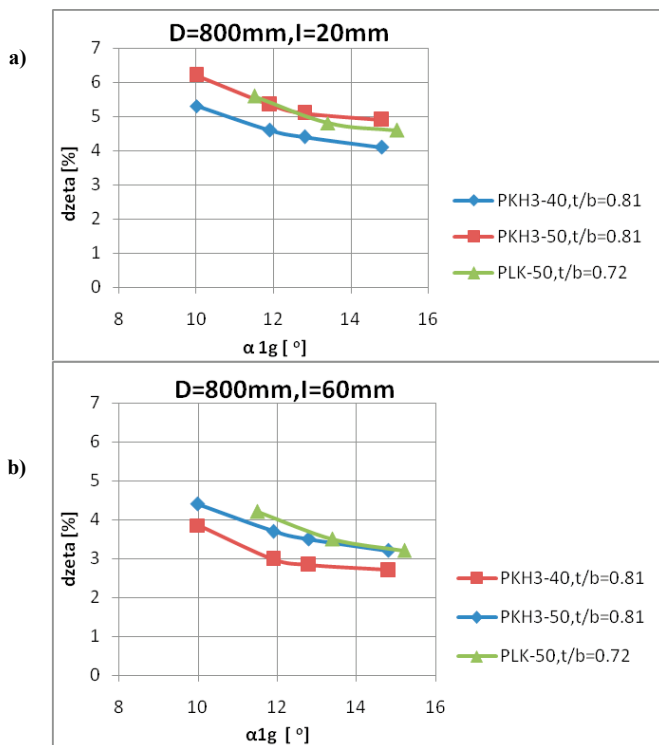 a)
D=800mm,l=20mm
dzeta [%]
7
6
5
4
3
2
1
0
8 10 12 14 16
α 1g [ °]
PKH3-40,t/b=0.81
PKH3-50,t/b=0.81
PLK-50,t/b=0.72
b)
D=800mm,l=60mm
dzeta [%]
7
6
5
4
3
2
1
0
8 10 12 14 16
α1g [ °]
PKH3-40,t/b=0.81
PKH3-50,t/b=0.81
PLK-50,t/b=0.72